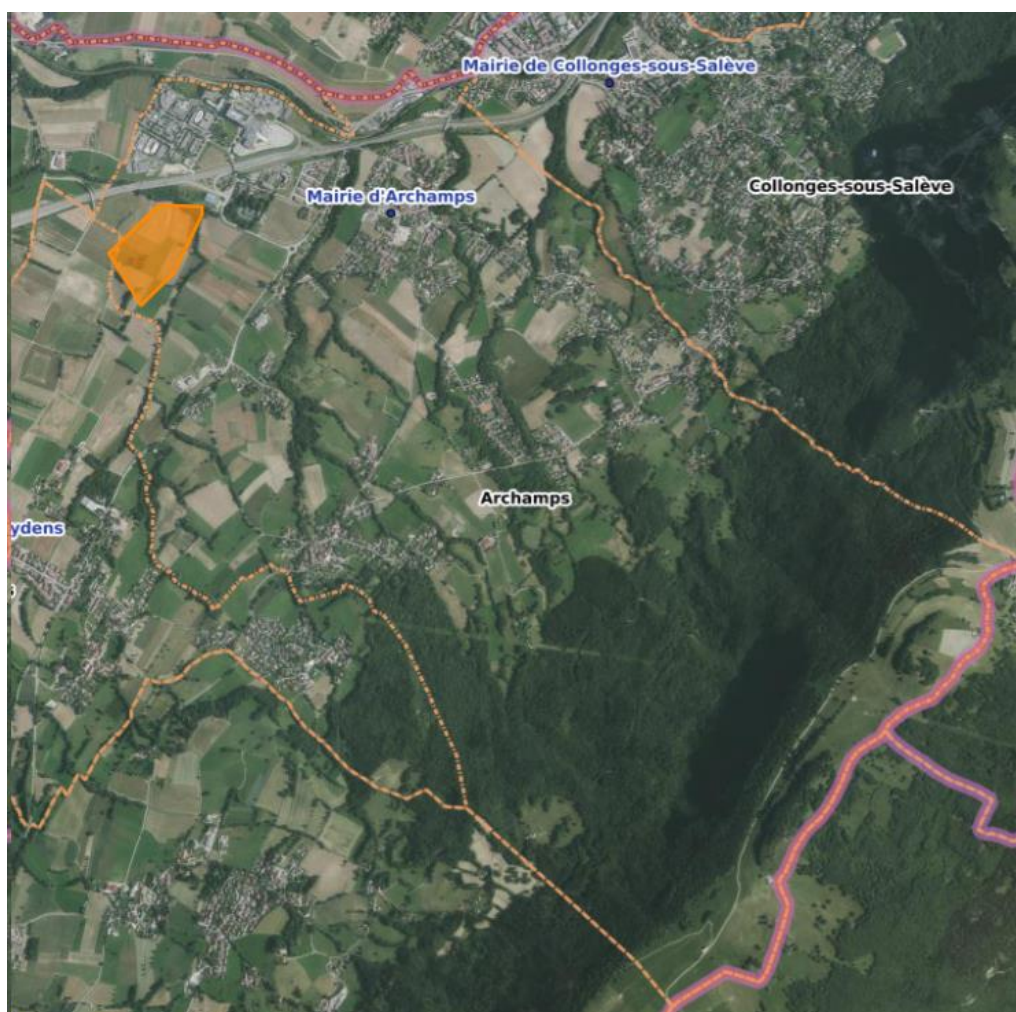 Mairie de Collonges-sous-Salève
Collonges-sous-Salève
Mairie d'Archamps
Archamps
ydens